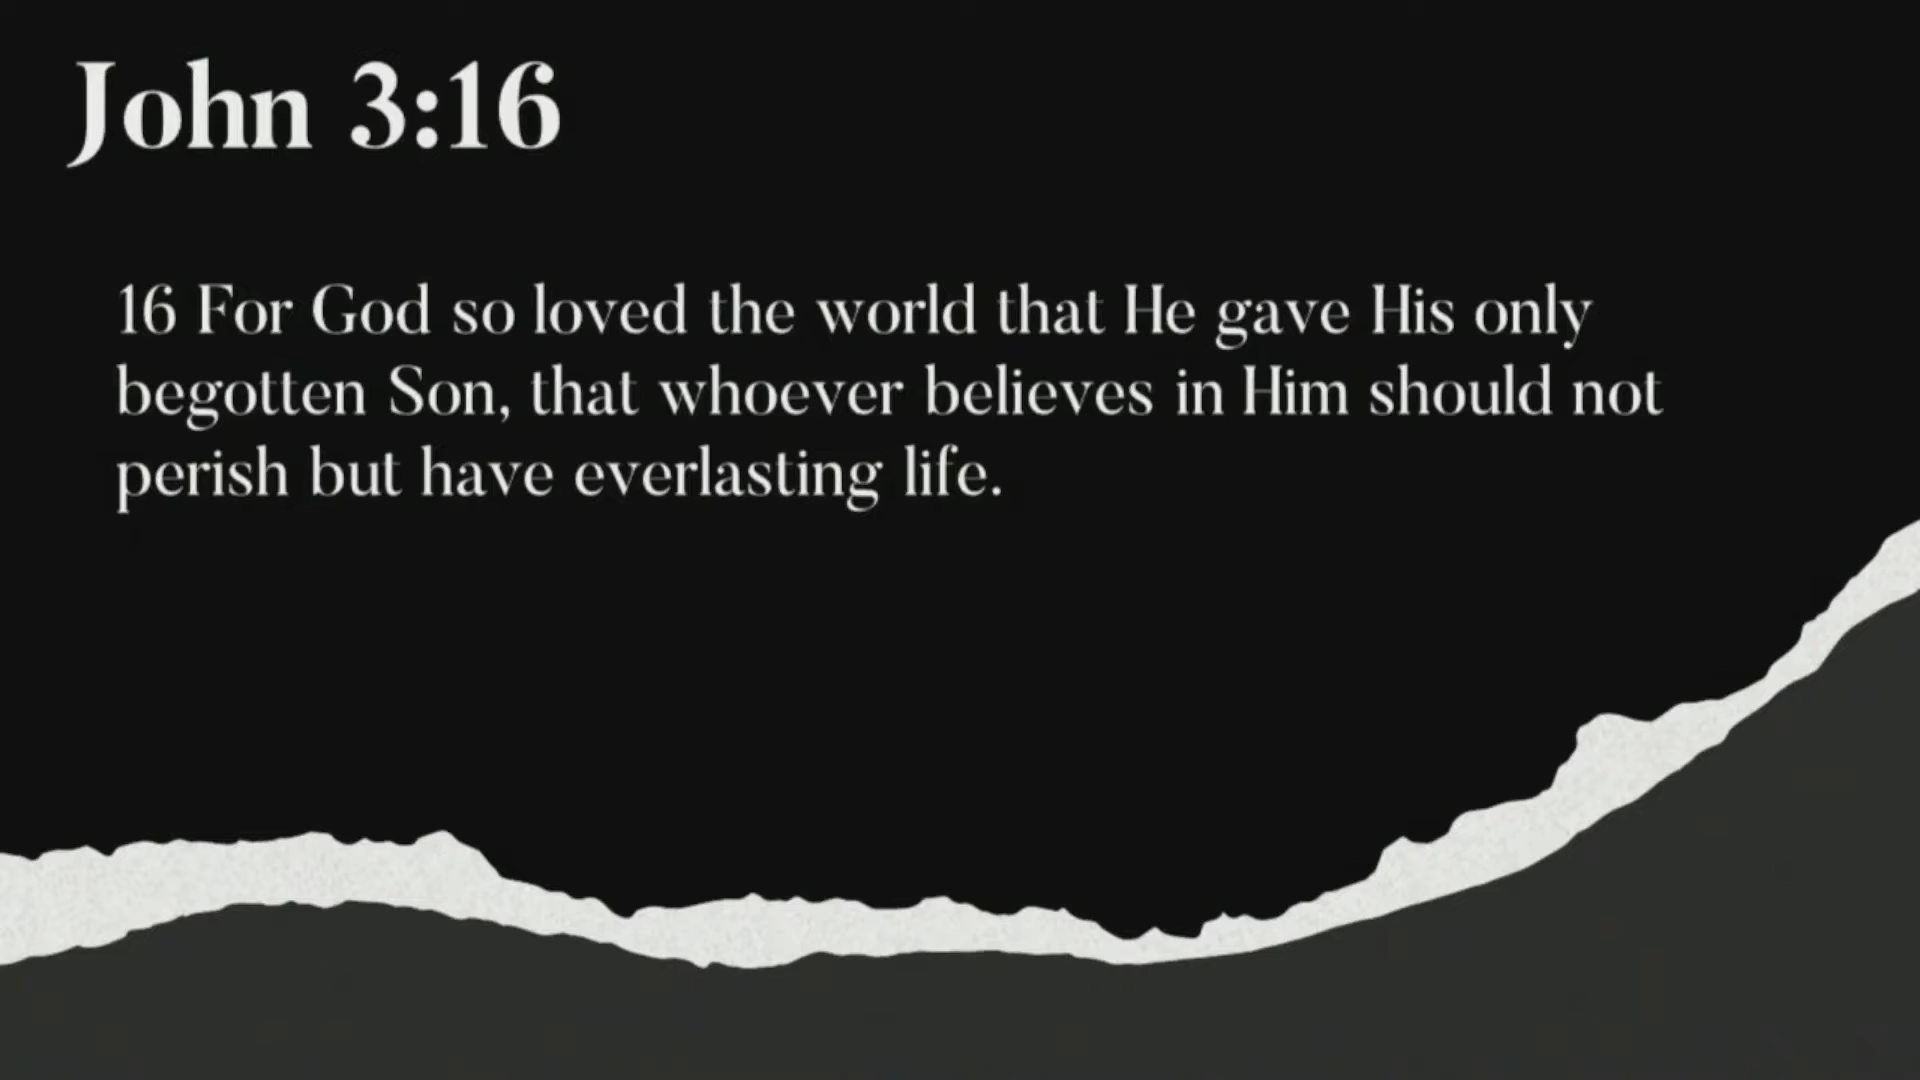 John 3:16
16 For God so loved the world that He gave His only
begotten Son, that whoever believes in Him should not
perish but have everlasting life.